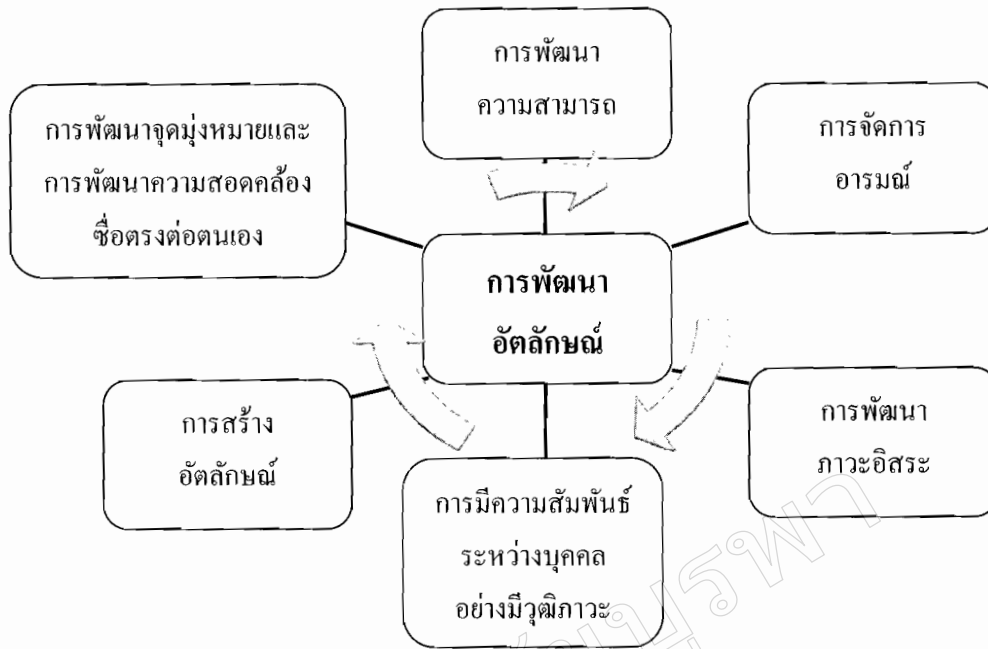 การพัฒนา
ความสามารถ
การจัดการ
อารมณ์
การพัฒนาจุดมุ่งหมายและ
การพัฒนาความสอดคล้อง
ซื่อตรงต่อตนเอง
การพัฒนา
อัตลักษณ์
การพัฒนา
ภาวะอิสระ
การสร้าง
อัตลักษณ์
การมีความสัมพันธ์
ระหว่างบุคคล
อย่างมีวุฒิภาวะ
บูรพา